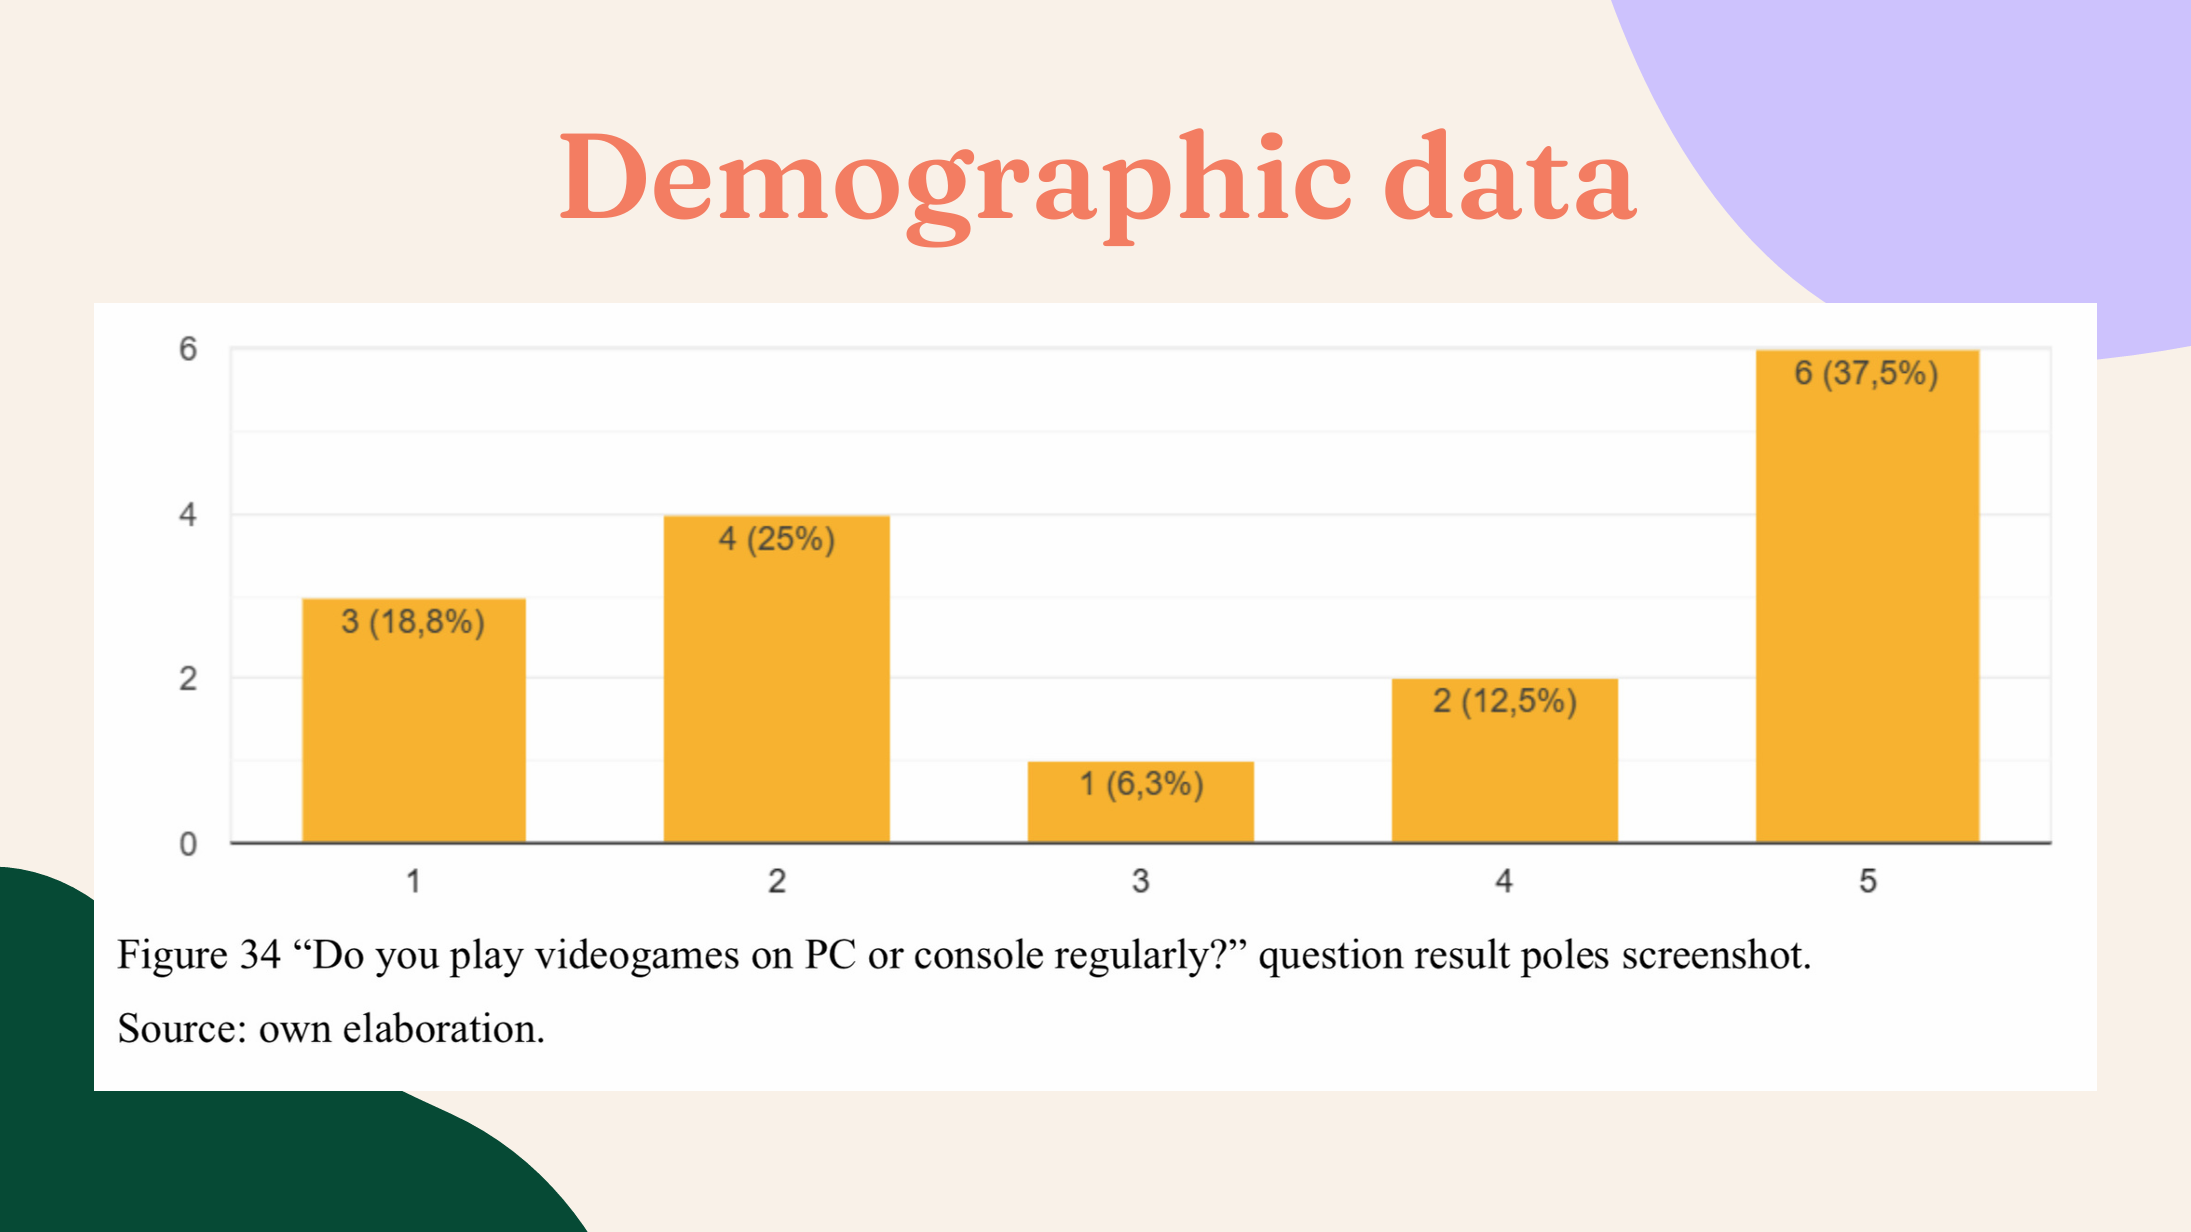 Demographic data
6
6 (37,5%)
4
4 (25%)
3 (18,8%)
2
2 (12,5%)
1 (6,3%)
0
1 2 3 4 5
Figure 34 “Do you play videogames on PC or console regularly?” question result poles screenshot.
Source: own elaboration.